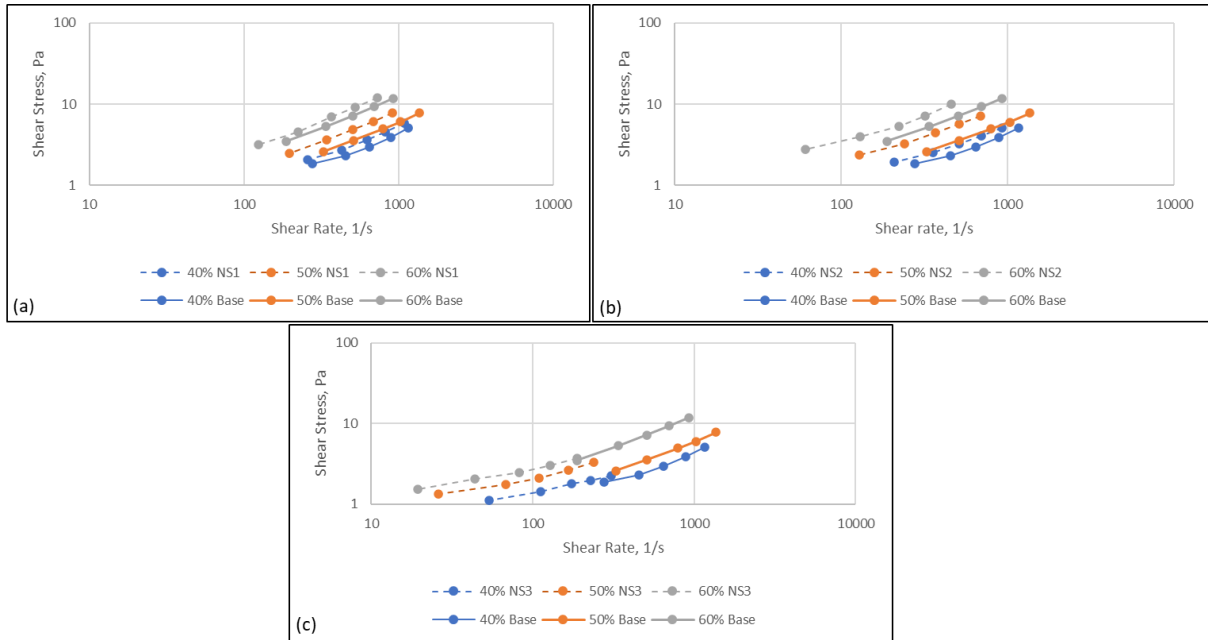 100
10
1
Shear Stress, Pa
10 100 1000 10000
Shear Rate, 1/s
40% NS1 50% NS1 60% NS1
40% Base 50% Base 60% Base
(a)
100
10
1
Shear Stress, Pa
10 100 1000 10000
Shear rate, 1/s
40% NS2 50% NS2 60% NS2
40% Base 50% Base 60% Base
(b)
100
10
1
Shear Stress, Pa
10 100 1000 10000
Shear Rate, 1/s
40% NS3 50% NS3 60% NS3
40% Base 50% Base 60% Base
(c)